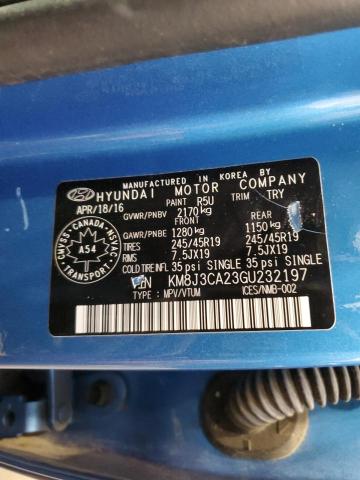 MANUFACTURED IN KOREA BY
HYUNDAI MOTOR COMPANY
APR/18/16 PAINT R5U TRIM TRY
GVWR/PNBV 2170 kg
FRONT REAR
GAWR/PNBE 1280 kg 1150 kg
TIRES 245/45R19 245/45R19
RIMS 7.5JX19 7.5JX19
COLD TIRE INFL. 35 psi SINGLE 35 psi SINGLE
VIN KM8J3CA23GU232197
TYPE : MPV/VTUM ICES/NMB-002
CMVSS · CANADA · NSVAC
A54
TRANSPORT